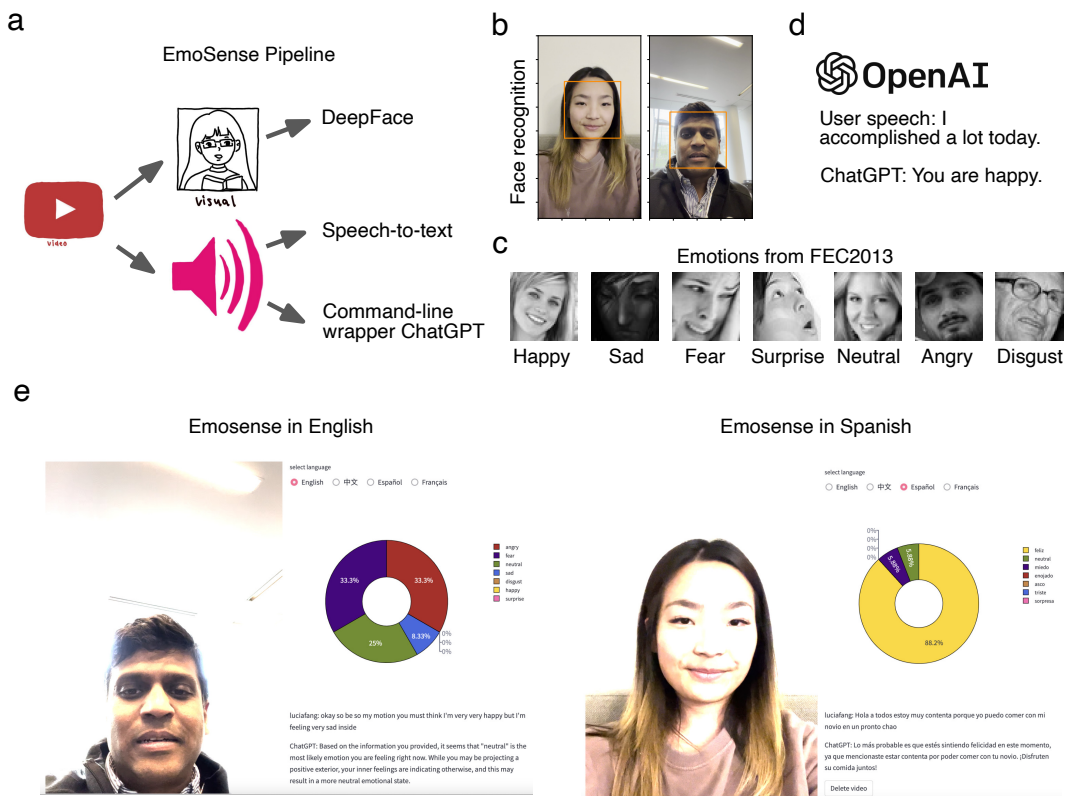 a
EmoSense Pipeline
DeepFace
visual
video
Speech-to-text
Command-line
wrapper ChatGPT
b
Face recognition
d
OpenAI
User speech: I
accomplished a lot today.
ChatGPT: You are happy.
c
Emotions from FEC2013
Happy
Sad
Fear
Surprise
Neutral
Angry
Disgust
e
Emosense in English
select language
English
中文
Español
Français
33.3%
33.3%
25%
8.33%
0%
0%
0%
angry
fear
neutral
sad
disgust
happy
surprise
luciafang: okay so be so my motion you must think I'm very very happy but I'm
feeling very sad inside
ChatGPT: Based on the information you provided, it seems that "neutral" is the
most likely emotion you are feeling right now. While you may be projecting a
positive exterior, your inner feelings are indicating otherwise, and this may
result in a more neutral emotional state.
Emosense in Spanish
select language
English
中文
Español
Français
0%
0%
0%
0%
5.88%
5.88%
88.2%
feliz
neutral
miedo
enojado
asco
triste
sorpresa
luciafang: Hola a todos estoy muy contenta porque yo puedo comer con mi
novio en un pronto chao
ChatGPT: Lo más probable es que estés sintiendo felicidad en este momento,
ya que mencionaste estar contenta por poder comer con tu novio. ¡Disfruten
su comida juntos!
Delete video